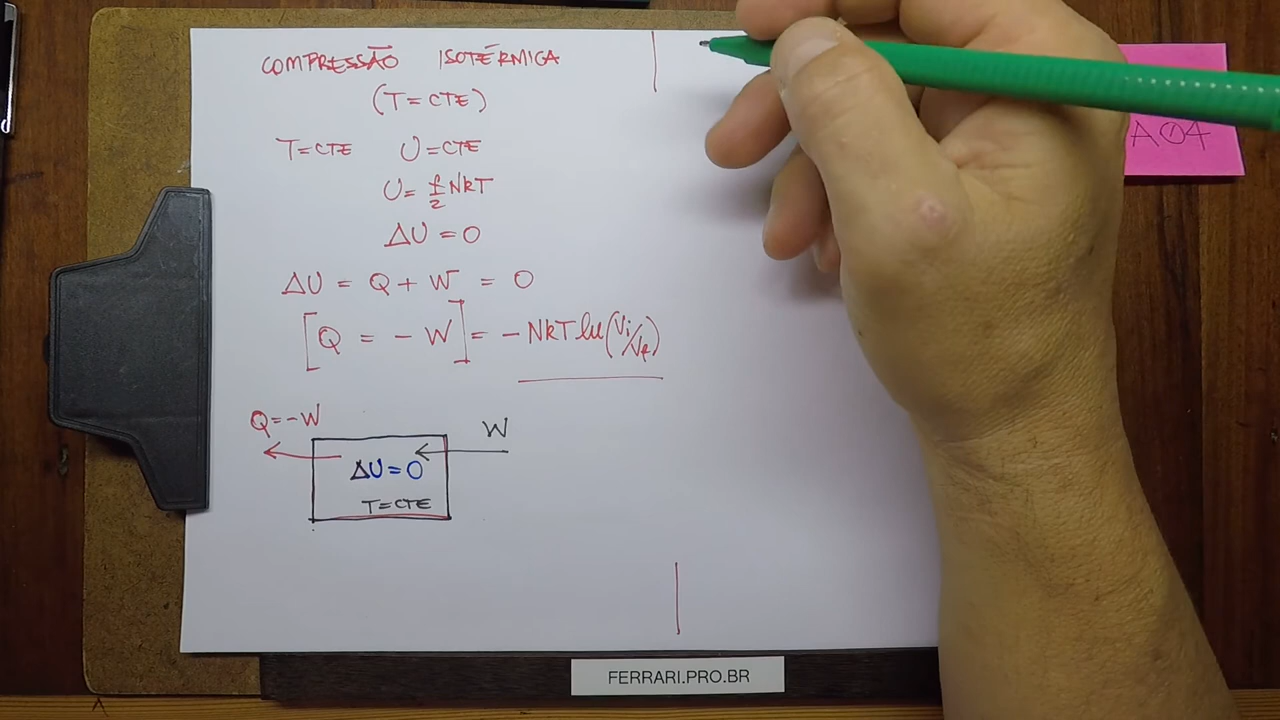 COMPRESSÃO ISOTÉRMICA
(T = CTE)
T = CTE U = CTE
U = f/2 NkT
ΔU = 0
ΔU = Q + W = 0
[Q = - W] = - NkT ln(Vi/Vf)
Q = -W
W
ΔU = 0
T = CTE
A04
FERRARI.PRO.BR